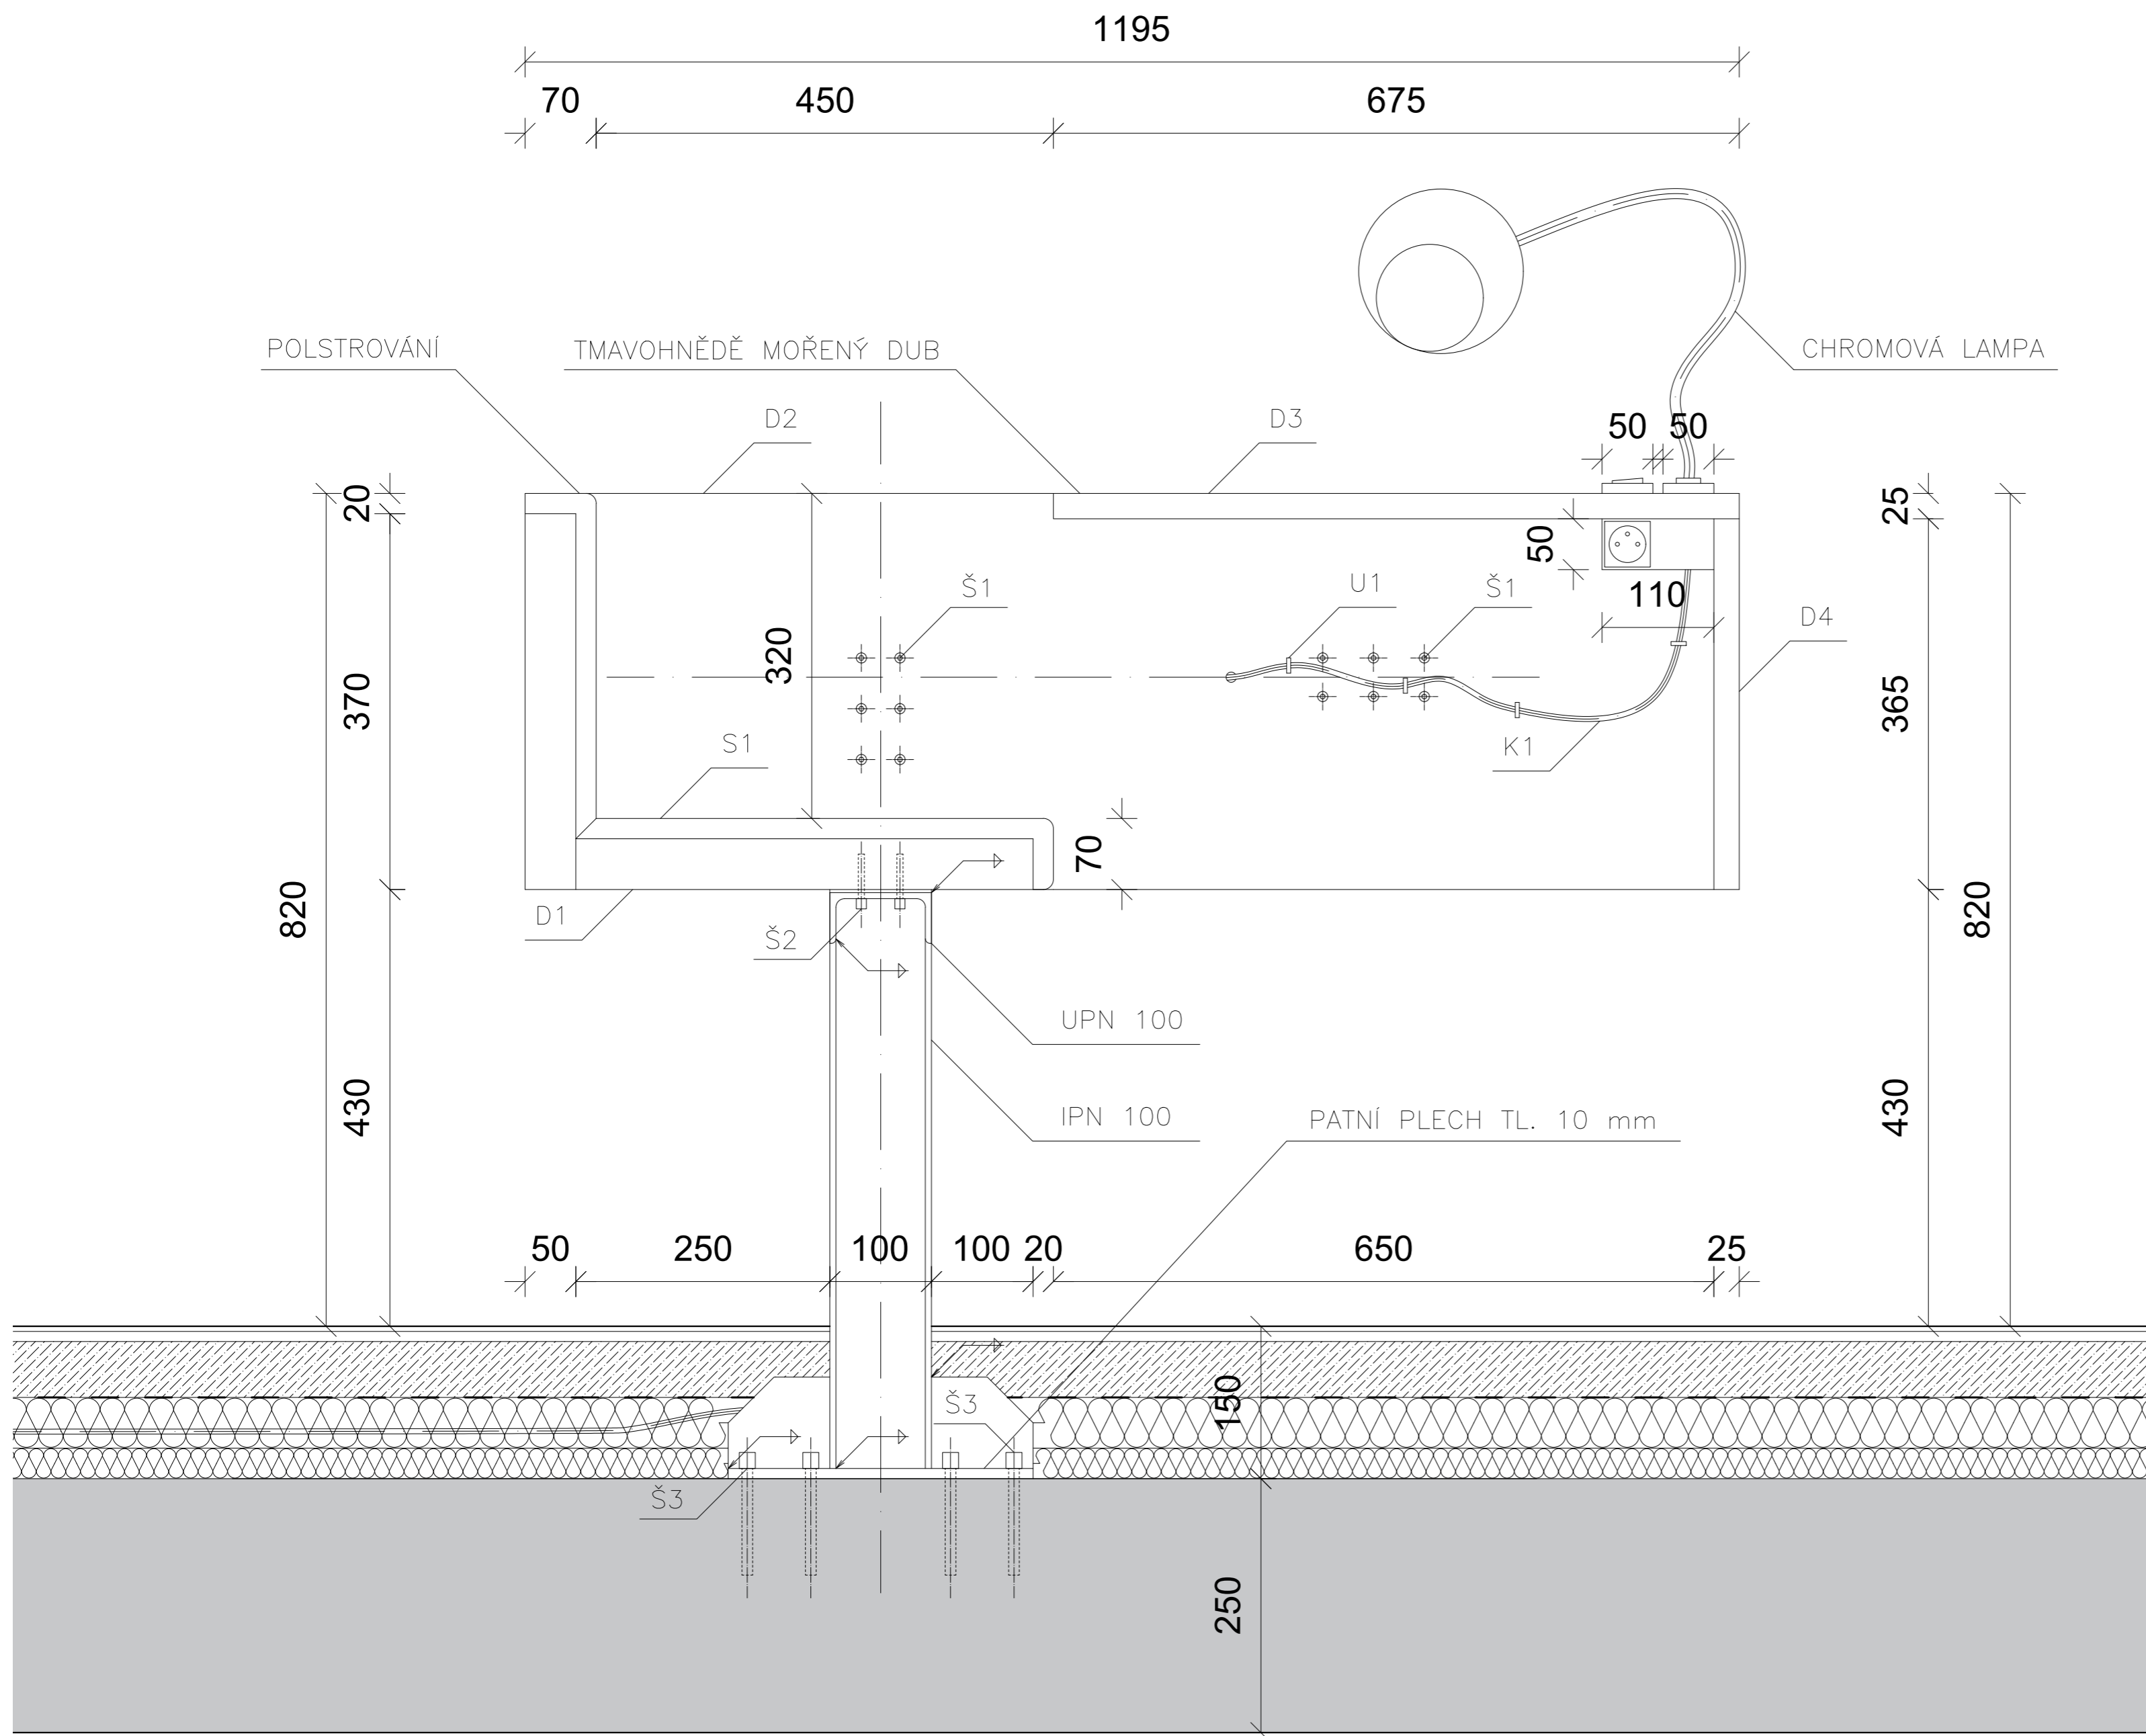 1195
70 450 675
POLSTROVÁNÍ
TMAVOHNĚDĚ MOŘENÝ DUB
CHROMOVÁ LAMPA
D2
D3
50 50
20
25
50
Š1
U1
Š1
110
D4
320
370
365
S1
K1
70
820
820
D1
Š2
UPN 100
430
IPN 100
PATNÍ PLECH TL. 10 mm
430
50 250 100 100 20 650 25
150
Š3
Š3
250